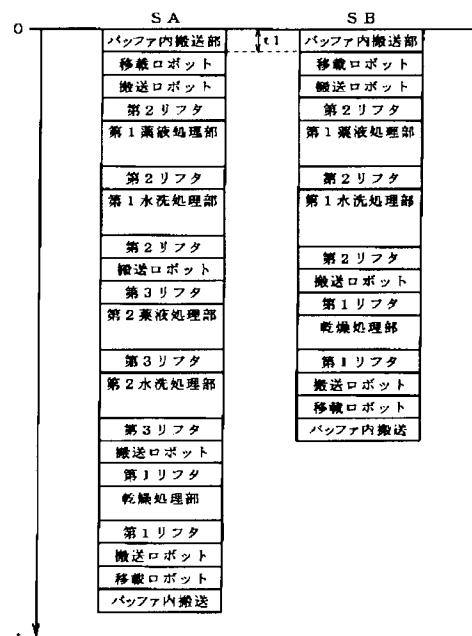 SA
SB
0
バッファ内搬送部
t1
バッファ内搬送部
移載ロボット
搬送ロボット
第2リフタ
第1薬液処理部
第2リフタ
第1水洗処理部
第2リフタ
搬送ロボット
第3リフタ
第2薬液処理部
第3リフタ
第2水洗処理部
第3リフタ
搬送ロボット
第1リフタ
乾燥処理部
第1リフタ
搬送ロボット
移載ロボット
バッファ内搬送
移載ロボット
搬送ロボット
第2リフタ
第1薬液処理部
第2リフタ
第1水洗処理部
第2リフタ
搬送ロボット
第1リフタ
乾燥処理部
第1リフタ
搬送ロボット
移載ロボット
バッファ内搬送